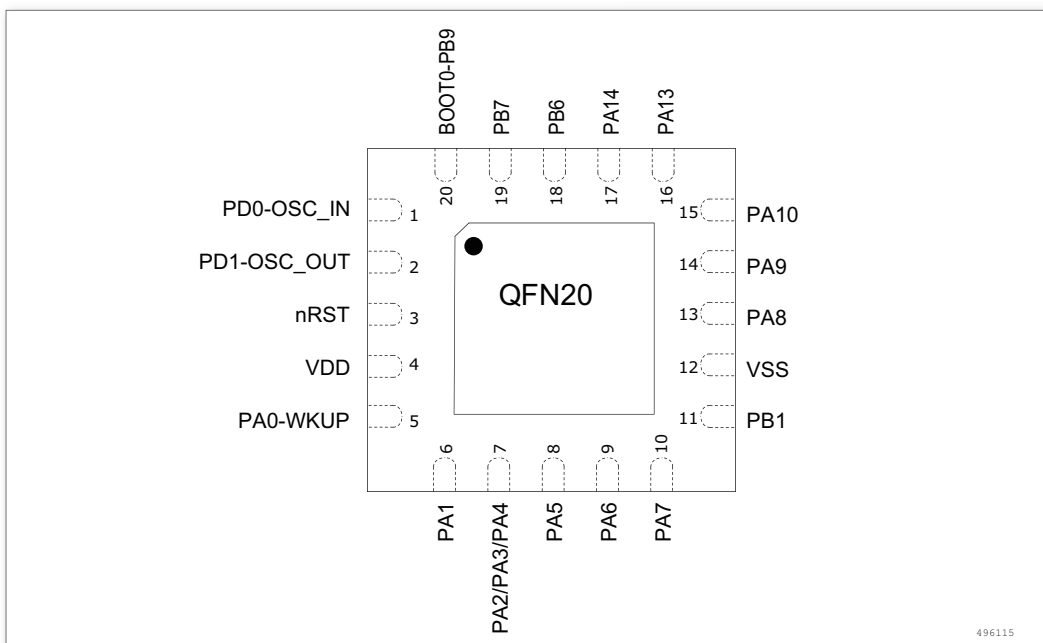 BOOT0-PB9
PB7
PB6
PA14
PA13
20
19
18
17
16
PD0-OSC_IN
1
PD1-OSC_OUT
2
nRST
3
VDD
4
PA0-WKUP
5
QFN20
15
PA10
14
PA9
13
PA8
12
VSS
11
PB1
6
7
8
9
10
PA1
PA2/PA3/PA4
PA5
PA6
PA7
496115